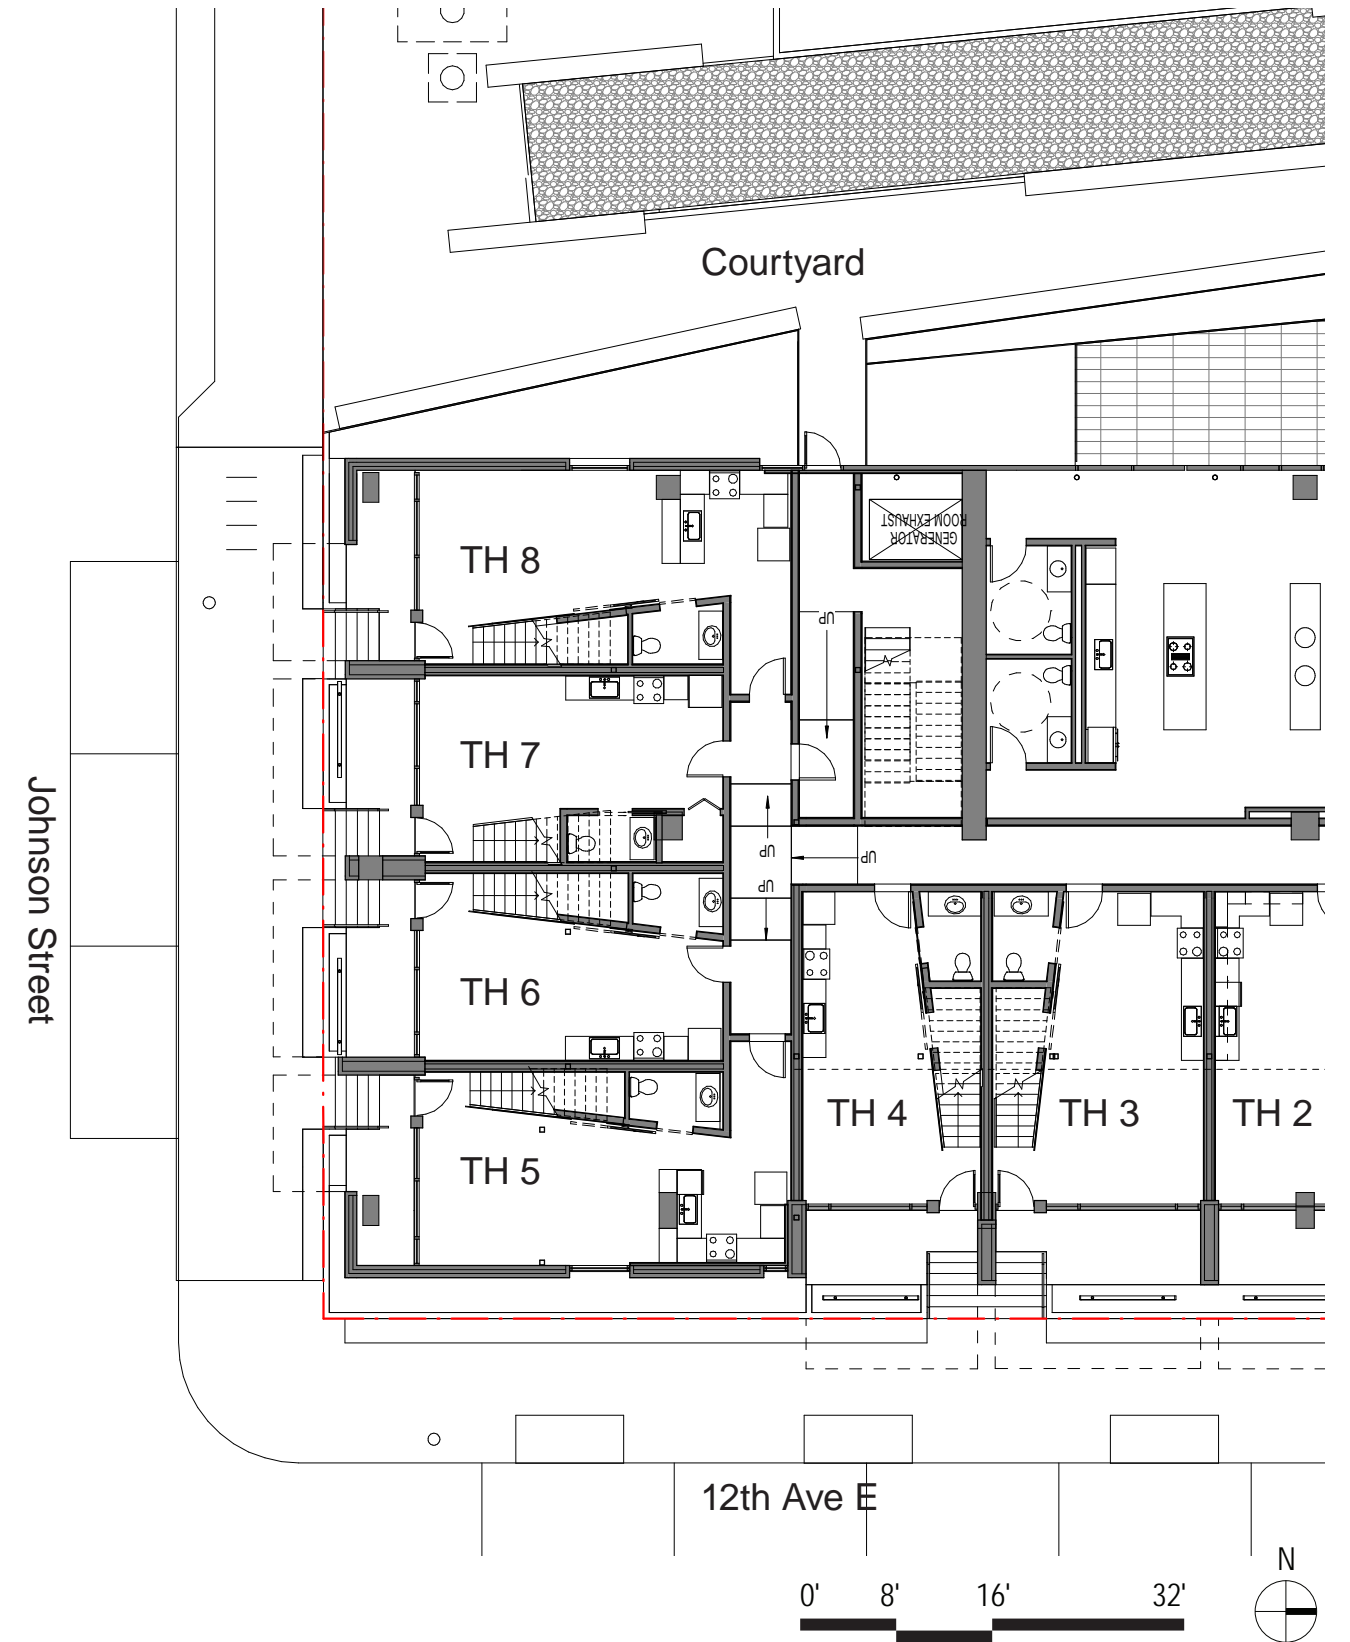 Courtyard
GENERATOR
ROOM EXHAUST
TH 8
UP
TH 7
Johnson Street
UP
UP
UP
TH 6
TH 4
TH 3
TH 2
TH 5
12th Ave E
N
0' 8' 16' 32'